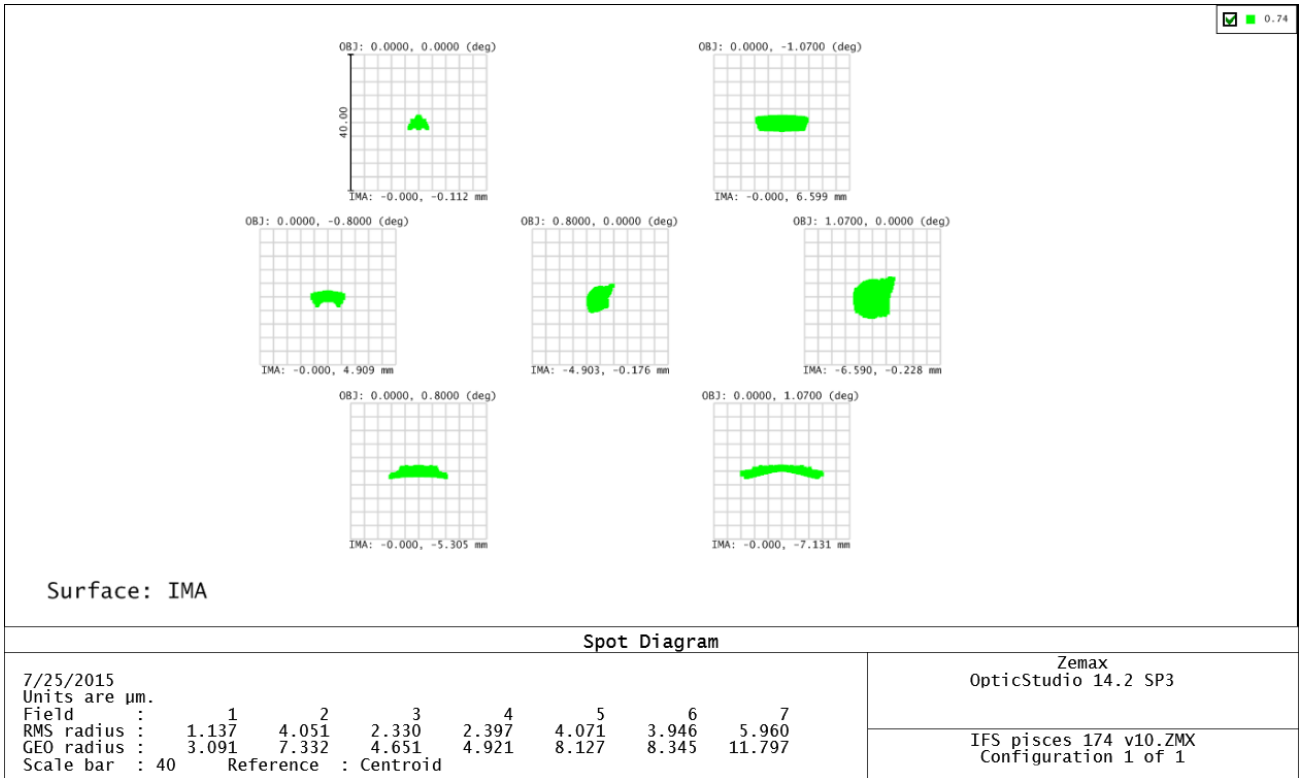 0.74
OBJ: 0.0000, 0.0000 (deg)
OBJ: 0.0000, -1.0700 (deg)
40.00
IMA: -0.000, -0.112 mm
IMA: -0.000, 6.599 mm
OBJ: 0.0000, -0.8000 (deg)
OBJ: 0.8000, 0.0000 (deg)
OBJ: 1.0700, 0.0000 (deg)
IMA: -0.000, 4.909 mm
IMA: -4.903, -0.176 mm
IMA: -6.590, -0.228 mm
OBJ: 0.0000, 0.8000 (deg)
OBJ: 0.0000, 1.0700 (deg)
IMA: -0.000, -5.305 mm
IMA: -0.000, -7.131 mm
Surface: IMA
Spot Diagram
7/25/2015
Units are µm.
Field : 1 2 3 4 5 6 7
RMS radius : 1.137 4.051 2.330 2.397 4.071 3.946 5.960
GEO radius : 3.091 7.332 4.651 4.921 8.127 8.345 11.797
Scale bar : 40 Reference : Centroid
Zemax
OpticStudio 14.2 SP3
IFS pisces 174 v10.ZMX
Configuration 1 of 1